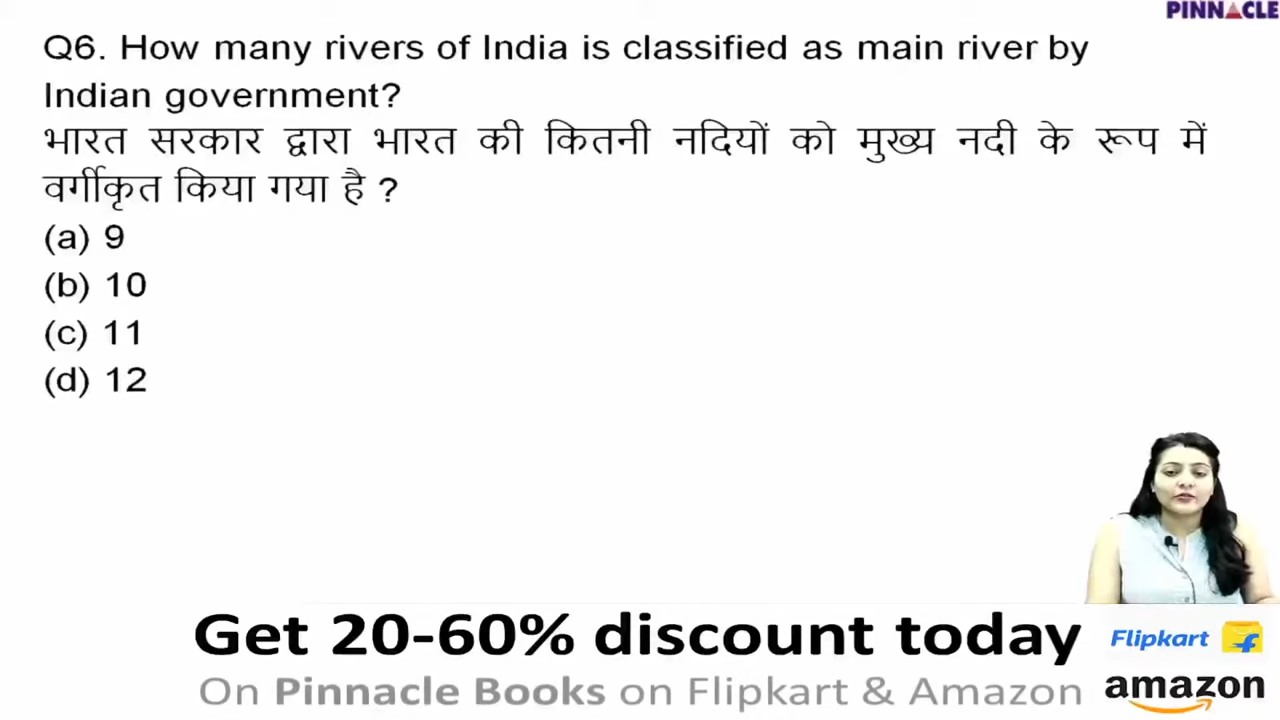 PINNACLE
Q6. How many rivers of India is classified as main river by
Indian government?
भारत सरकार द्वारा भारत की कितनी नदियों को मुख्य नदी के रूप में
वर्गीकृत किया गया है ?
(a) 9
(b) 10
(c) 11
(d) 12
Get 20-60% discount today
On Pinnacle Books on Flipkart & Amazon
Flipkart
amazon